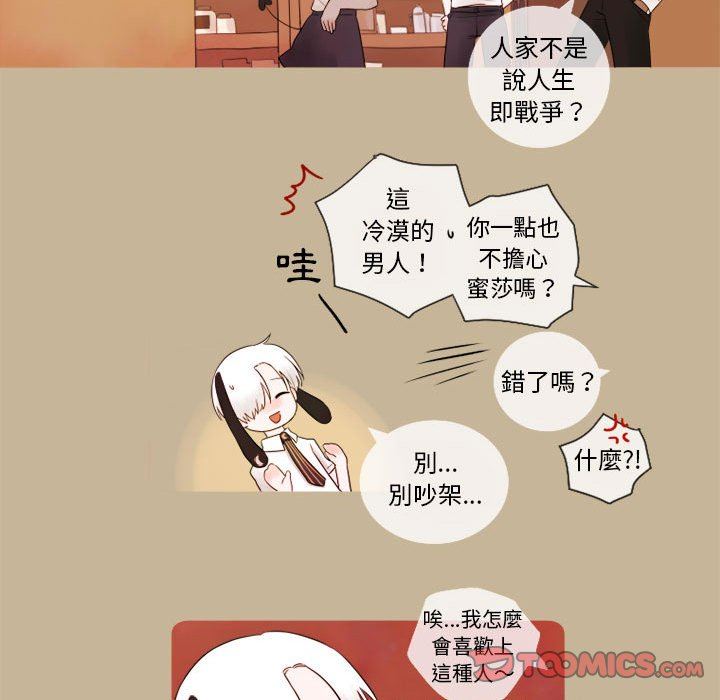 人家不是
說人生
即戰爭？
這
冷漠的
男人！
你一點也
不擔心
蜜莎嗎？
哇
錯了嗎？
什麼?!
別...
別吵架...
唉...我怎麼
會喜歡上
這種人～
TOOMICS.COM